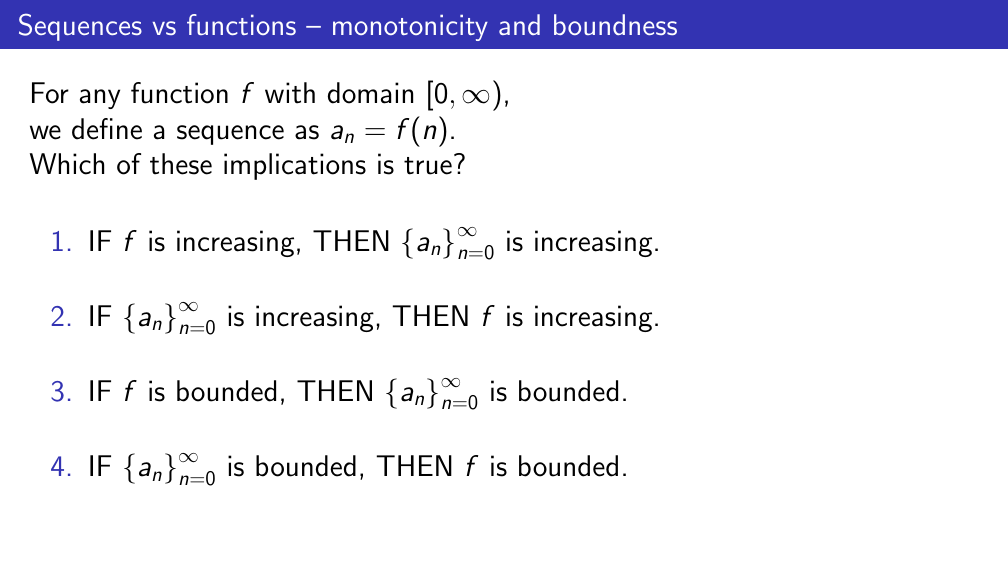 Sequences vs functions – monotonicity and boundness
For any function f with domain [0, ∞),
we define a sequence as aₙ = f(n).
Which of these implications is true?
1. IF f is increasing, THEN {aₙ}_{n=0}^∞ is increasing.
2. IF {aₙ}_{n=0}^∞ is increasing, THEN f is increasing.
3. IF f is bounded, THEN {aₙ}_{n=0}^∞ is bounded.
4. IF {aₙ}_{n=0}^∞ is bounded, THEN f is bounded.